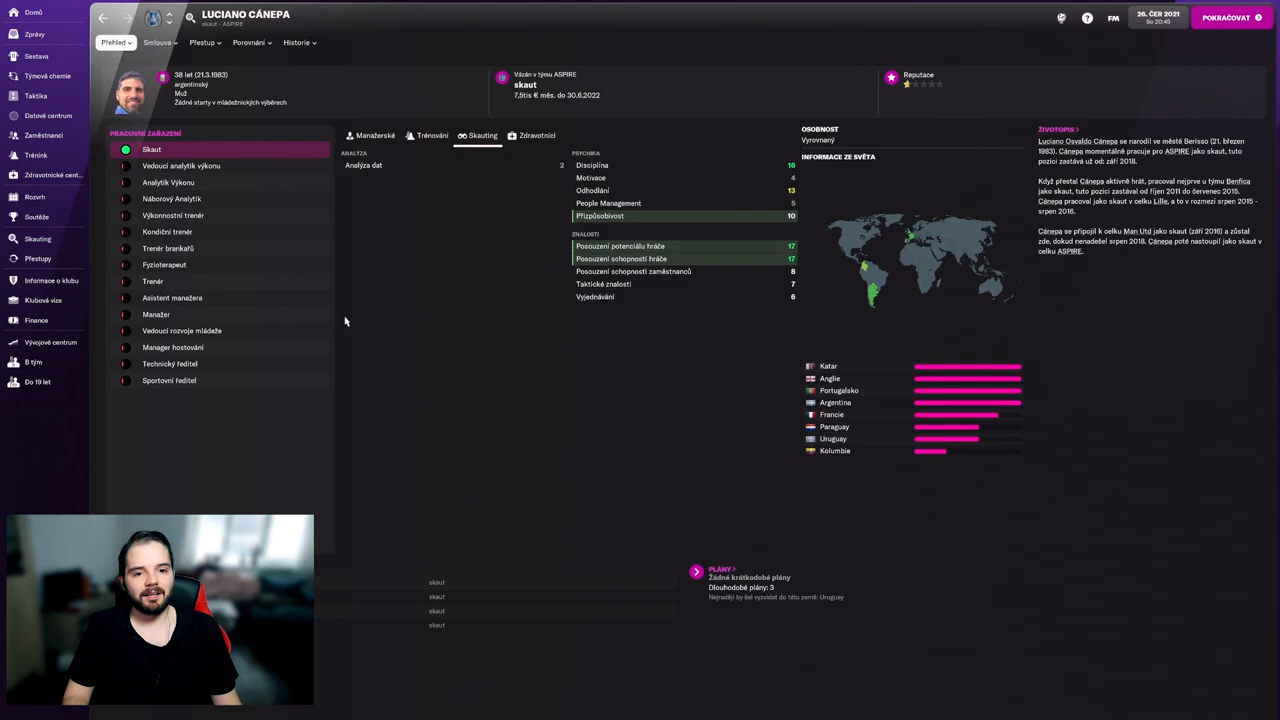 Domů
Zprávy
Sestava
Týmová chemie
Taktika
Datové centrum
Zaměstnanci
Trénink
Zdravotnické cent...
Rozvrh
Soutěže
Skauting
Přestupy
Informace o klubu
Klubová vize
Finance
Vývojové centrum
B tým
Do 19 let
LUCIANO CÁNEPA
skaut - ASPIRE
FM
26. ČER 2021
So 20:45
POKRAČOVAT
Přehled
Smlouva
Přestup
Porovnání
Historie
38 let (21.3.1983)
argentinský
Muž
Žádné starty v mládežnických výběrech
Vázán v týmu ASPIRE
skaut
7,5tis € měs. do 30.6.2022
Reputace
PRACOVNÍ ZAŘAZENÍ
Skaut
Vedoucí analytik výkonu
Analytik Výkonu
Náborový Analytik
Výkonnostní trenér
Kondiční trenér
Trenér brankařů
Fyzioterapeut
Trenér
Asistent manažera
Manažer
Vedoucí rozvoje mládeže
Manager hostování
Technický ředitel
Sportovní ředitel
Manažerské
Trénování
Skauting
Zdravotnící
ANALÝZA
Analýza dat 2
PSYCHIKA
Disciplína 16
Motivace 4
Odhodlání 13
People Management 5
Přizpůsobivost 10
ZNALOSTI
Posouzení potenciálu hráče 17
Posouzení schopností hráče 17
Posouzení schopností zaměstnanců 8
Taktické znalosti 7
Vyjednávání 6
OSOBNOST
Vyrovnaný
INFORMACE ZE SVĚTA
Katar
Anglie
Portugalsko
Argentina
Francie
Paraguay
Uruguay
Kolumbie
ŽIVOTOPIS >
Luciano Osvaldo Cánepa se narodil ve městě Berisso (21. březen
1983). Cánepa momentálně pracuje pro ASPIRE jako skaut, tuto
pozici zastává už od: září 2018.
Když přestal Cánepa aktivně hrát, pracoval nejprve u týmu Benfica
jako skaut, tuto pozici zastával od říjen 2011 do červenec 2015.
Cánepa pracoval jako skaut v celku Lille, a to v rozmezí srpen 2015 -
srpen 2016.
Cánepa se připojil k celku Man Utd jako skaut (září 2016) a zůstal
zde, dokud nenadešel srpen 2018. Cánepa poté nastoupil jako skaut v
celku ASPIRE.
skaut
skaut
skaut
skaut
PLÁNY >
Žádné krátkodobé plány
Dlouhodobé plány: 3
Nejraději by šel vyzvídat do této země: Uruguay